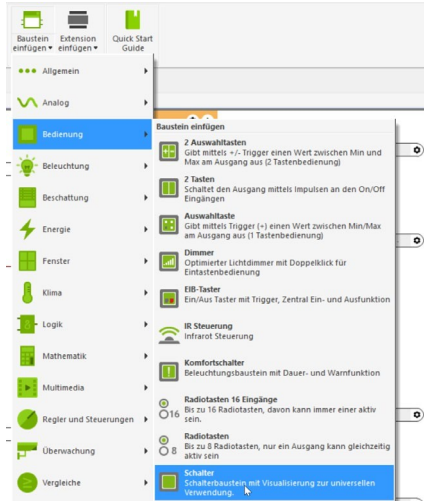 Baustein
einfügen
Extension
einfügen
Quick Start
Guide
Allgemein
Analog
Bedienung
Beleuchtung
Beschattung
Energie
Fenster
Klima
Logik
Mathematik
Multimedia
Regler und Steuerungen
Überwachung
Vergleiche
Baustein einfügen
2 Auswahltasten
Gibt mittels +/- Trigger einen Wert zwischen Min und
Max am Ausgang aus (2 Tastenbedienung)
2 Tasten
Schaltet den Ausgang mittels Impulsen an den On/Off
Eingängen
Auswahltaste
Gibt mittels Trigger (+) einen Wert zwischen Min/Max
am Ausgang aus (1 Tastenbedienung)
Dimmer
Optimierter Lichtdimmer mit Doppelklick für
Eintastenbedienung
EIB-Taster
Ein/Aus Taster mit Trigger, Zentral Ein- und Ausfunktion
IR Steuerung
Infrarot Steuerung
Komfortschalter
Beleuchtungsbaustein mit Dauer- und Warnfunktion
16
Radiotasten 16 Eingänge
Bis zu 16 Radiotasten, davon kann immer einer aktiv
sein.
8
Radiotasten
Bis zu 8 Radiotasten, nur ein Ausgang kann gleichzeitig
aktiv sein
Schalter
Schalterbaustein mit Visualisierung zur universellen
Verwendung.